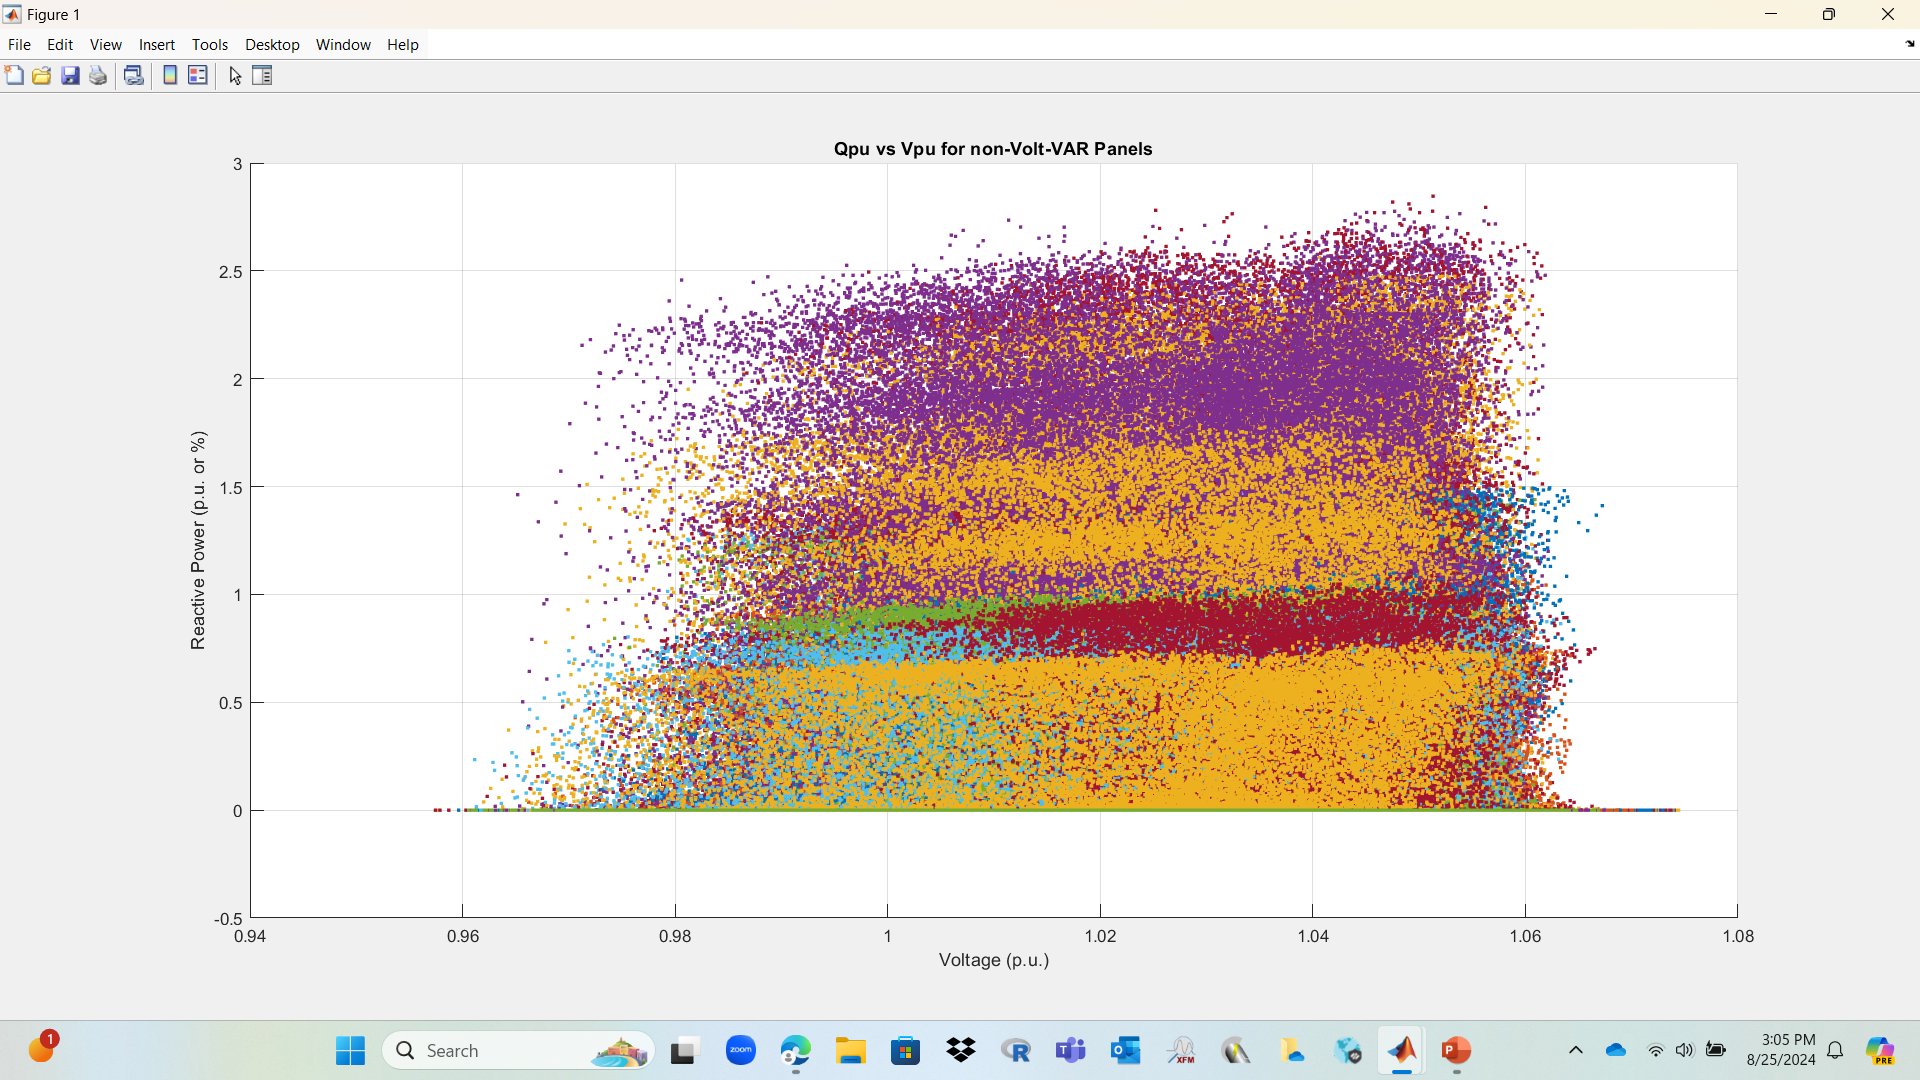 Figure 1
File Edit View Insert Tools Desktop Window Help
Qpu vs Vpu for non-Volt-VAR Panels
3
2.5
2
1.5
1
0.5
0
-0.5
Reactive Power (p.u. or %)
0.94 0.96 0.98 1 1.02 1.04 1.06 1.08
Voltage (p.u.)
1
Search
zoom
R
T
O
XFM
P
3:05 PM
8/25/2024
PRE